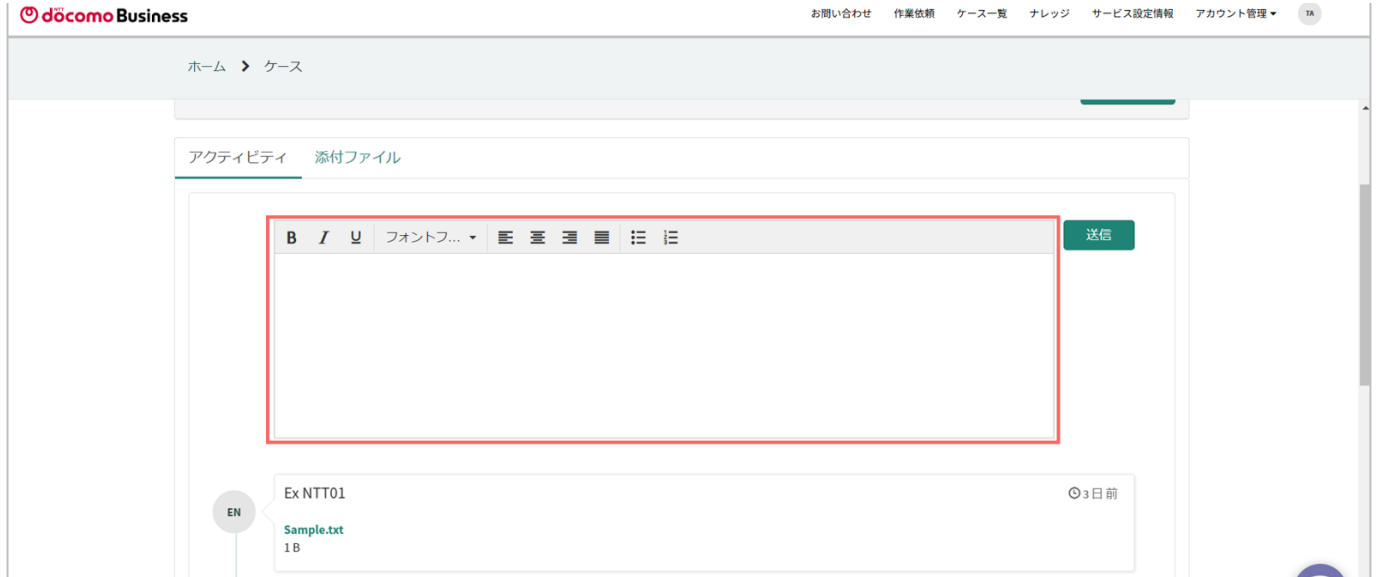 NTT döcomo Business
お問い合わせ 作業依頼 ケース一覧 ナレッジ サービス設定情報 アカウント管理 TA
ホーム ケース
アクティビティ 添付ファイル
B I U フォントフ...
送信
Ex NTT01 3日前
EN
Sample.txt
1 B